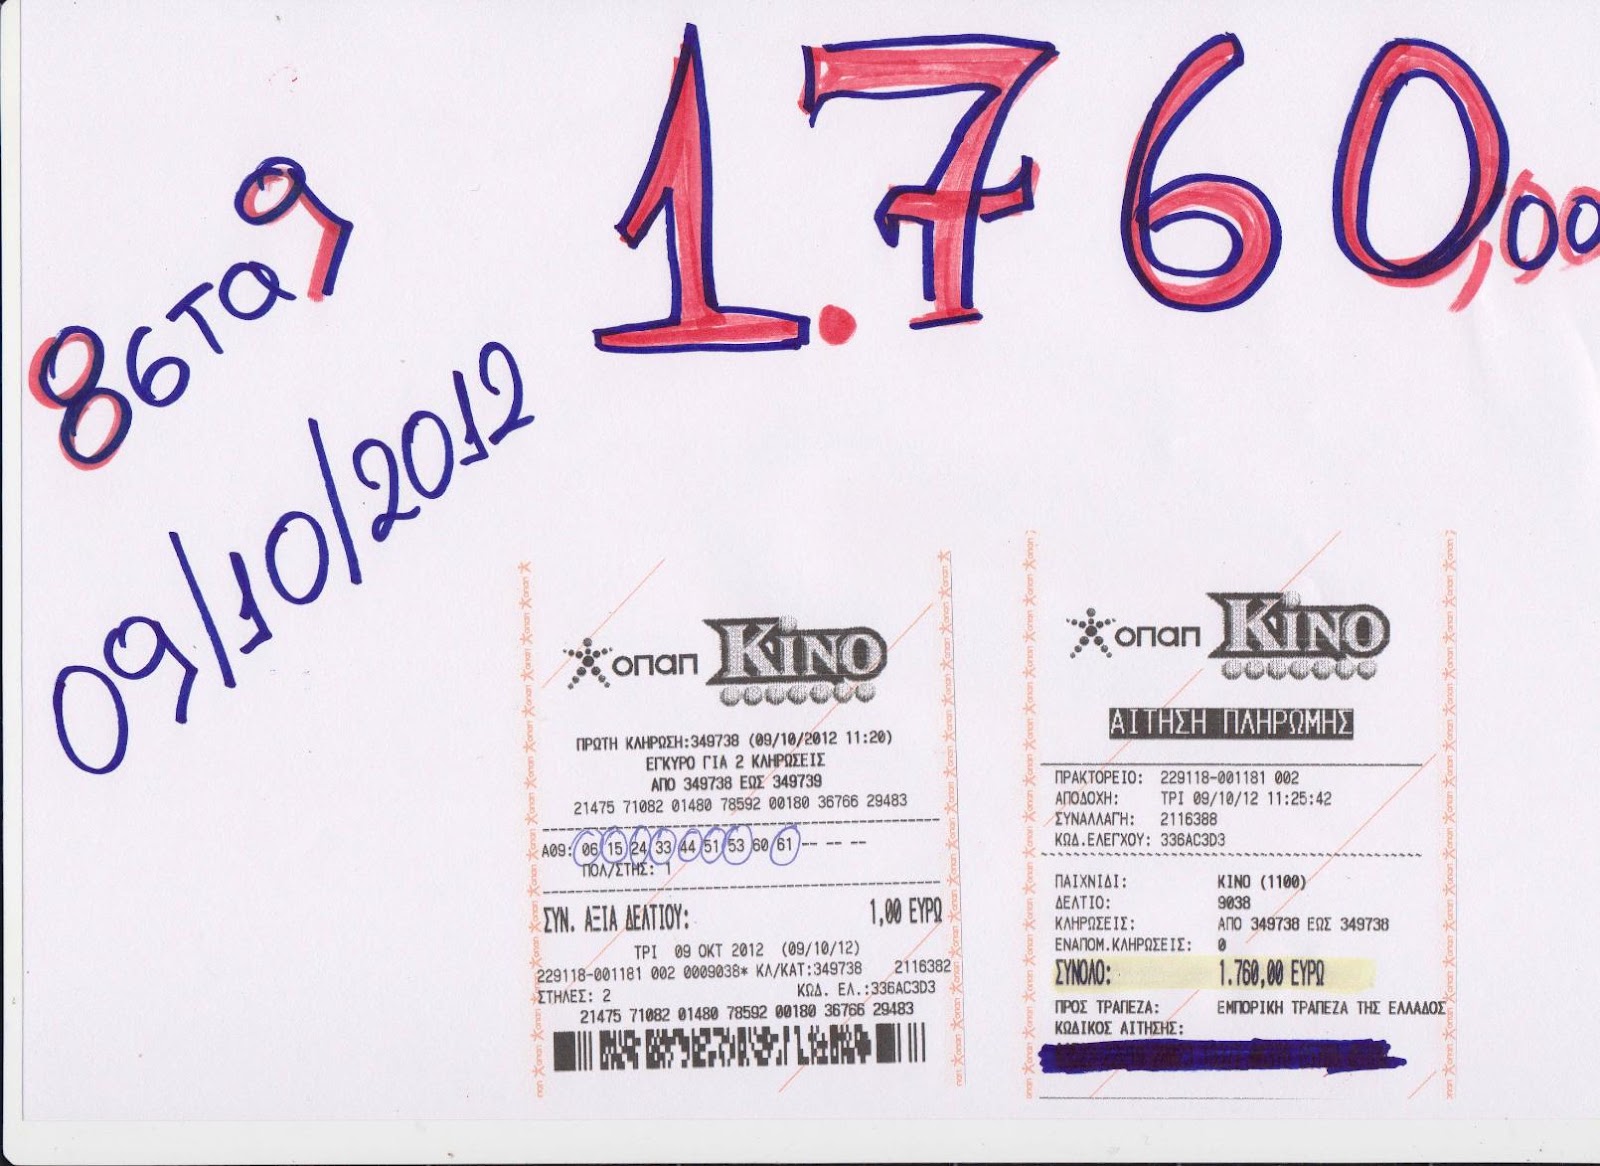 1.760,00
8 στα 9
09/10/2012
οπαπ KINO
ΠΡΩΤΗ ΚΛΗΡΩΣΗ:349738 (09/10/2012 11:20)
ΕΓΚΥΡΟ ΓΙΑ 2 ΚΛΗΡΩΣΕΙΣ
ΑΠΟ 349738 ΕΩΣ 349739
21475 71082 01480 78592 00180 36766 29483
A09: 06 15 24 33 44 51 53 60 61 -- -- --
ΠΟΛ/ΣΤΗΣ: 1
ΣΥΝ. ΑΞΙΑ ΔΕΛΤΙΟΥ: 1,00 ΕΥΡΩ
ΤΡΙ 09 ΟΚΤ 2012 (09/10/12)
229118-001181 002 0009038* ΚΛ/ΚΑΤ:349738 2116382
ΣΤΗΛΕΣ: 2 ΚΩΔ. ΕΛ.:336AC3D3
21475 71082 01480 78592 00180 36766 29483
οπαπ KINO
ΑΙΤΗΣΗ ΠΛΗΡΩΜΗΣ
ΠΡΑΚΤΟΡΕΙΟ: 229118-001181 002
ΑΠΟΔΟΧΗ: ΤΡΙ 09/10/12 11:25:42
ΣΥΝΑΛΛΑΓΗ: 2116388
ΚΩΔ.ΕΛΕΓΧΟΥ: 336AC3D3
ΠΑΙΧΝΙΔΙ: ΚΙΝΟ (1100)
ΔΕΛΤΙΟ: 9038
ΚΛΗΡΩΣΕΙΣ: ΑΠΟ 349738 ΕΩΣ 349738
ΕΝΑΠΟΜ.ΚΛΗΡΩΣΕΙΣ: 0
ΣΥΝΟΛΟ: 1.760,00 ΕΥΡΩ
ΠΡΟΣ ΤΡΑΠΕΖΑ: ΕΜΠΟΡΙΚΗ ΤΡΑΠΕΖΑ ΤΗΣ ΕΛΛΑΔΟΣ
ΚΩΔΙΚΟΣ ΑΙΤΗΣΗΣ: